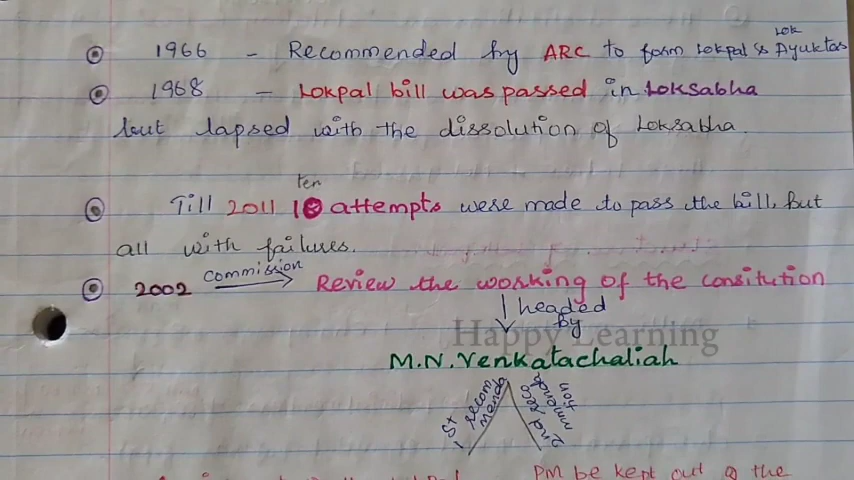 1966 - Recommended by ARC to form Lokpal & Lok Ayuktas
1968 - Lokpal bill was passed in Loksabha
but lapsed with the dissolution of Loksabha.
Till 2011 10 ten attempts were made to pass the bill, but
all with failures.
2002 commission → Review the working of the consitution
headed by
Happy Learning
M.N. Venkatachaliah
1st recommenda
2nd recommendation
PM be kept out of the